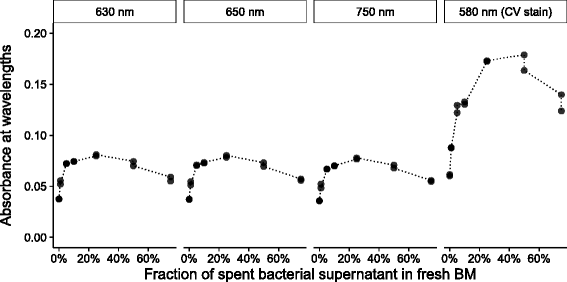 630 nm 650 nm 750 nm 580 nm (CV stain)
Absorbance at wavelengths
0.20
0.15
0.10
0.05
0.00
0% 20% 40% 60% 0% 20% 40% 60% 0% 20% 40% 60% 0% 20% 40% 60%
Fraction of spent bacterial supernatant in fresh BM